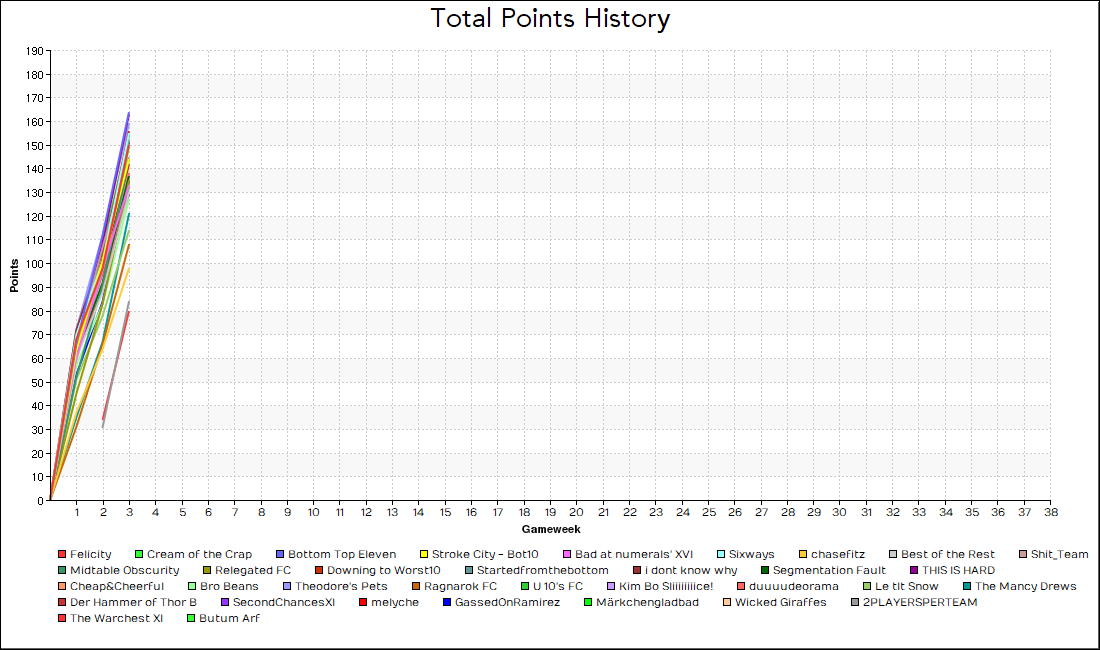 Total Points History
190
180
170
160
150
140
130
120
110
100
90
80
70
60
50
40
30
20
10
0
Points
1 2 3 4 5 6 7 8 9 10 11 12 13 14 15 16 17 18 19 20 21 22 23 24 25 26 27 28 29 30 31 32 33 34 35 36 37 38
Gameweek
Felicity Cream of the Crap Bottom Top Eleven Stroke City - Bot10 Bad at numerals' XVI Sixways chasefitz Best of the Rest Shit_Team
Midtable Obscurity Relegated FC Downing to Worst10 Startedfromthebottom i dont know why Segmentation Fault THIS IS HARD
Cheap&Cheerful Bro Beans Theodore's Pets Ragnarok FC U 10's FC Kim Bo Sliiiiiiiice! duuuudeorama Le tit Snow The Mancy Drews
Der Hammer of Thor B SecondChancesXI melyche GassedOnRamirez Märkchengladbad Wicked Giraffes 2PLAYERSPERTEAM
The Warchest XI Butum Arf